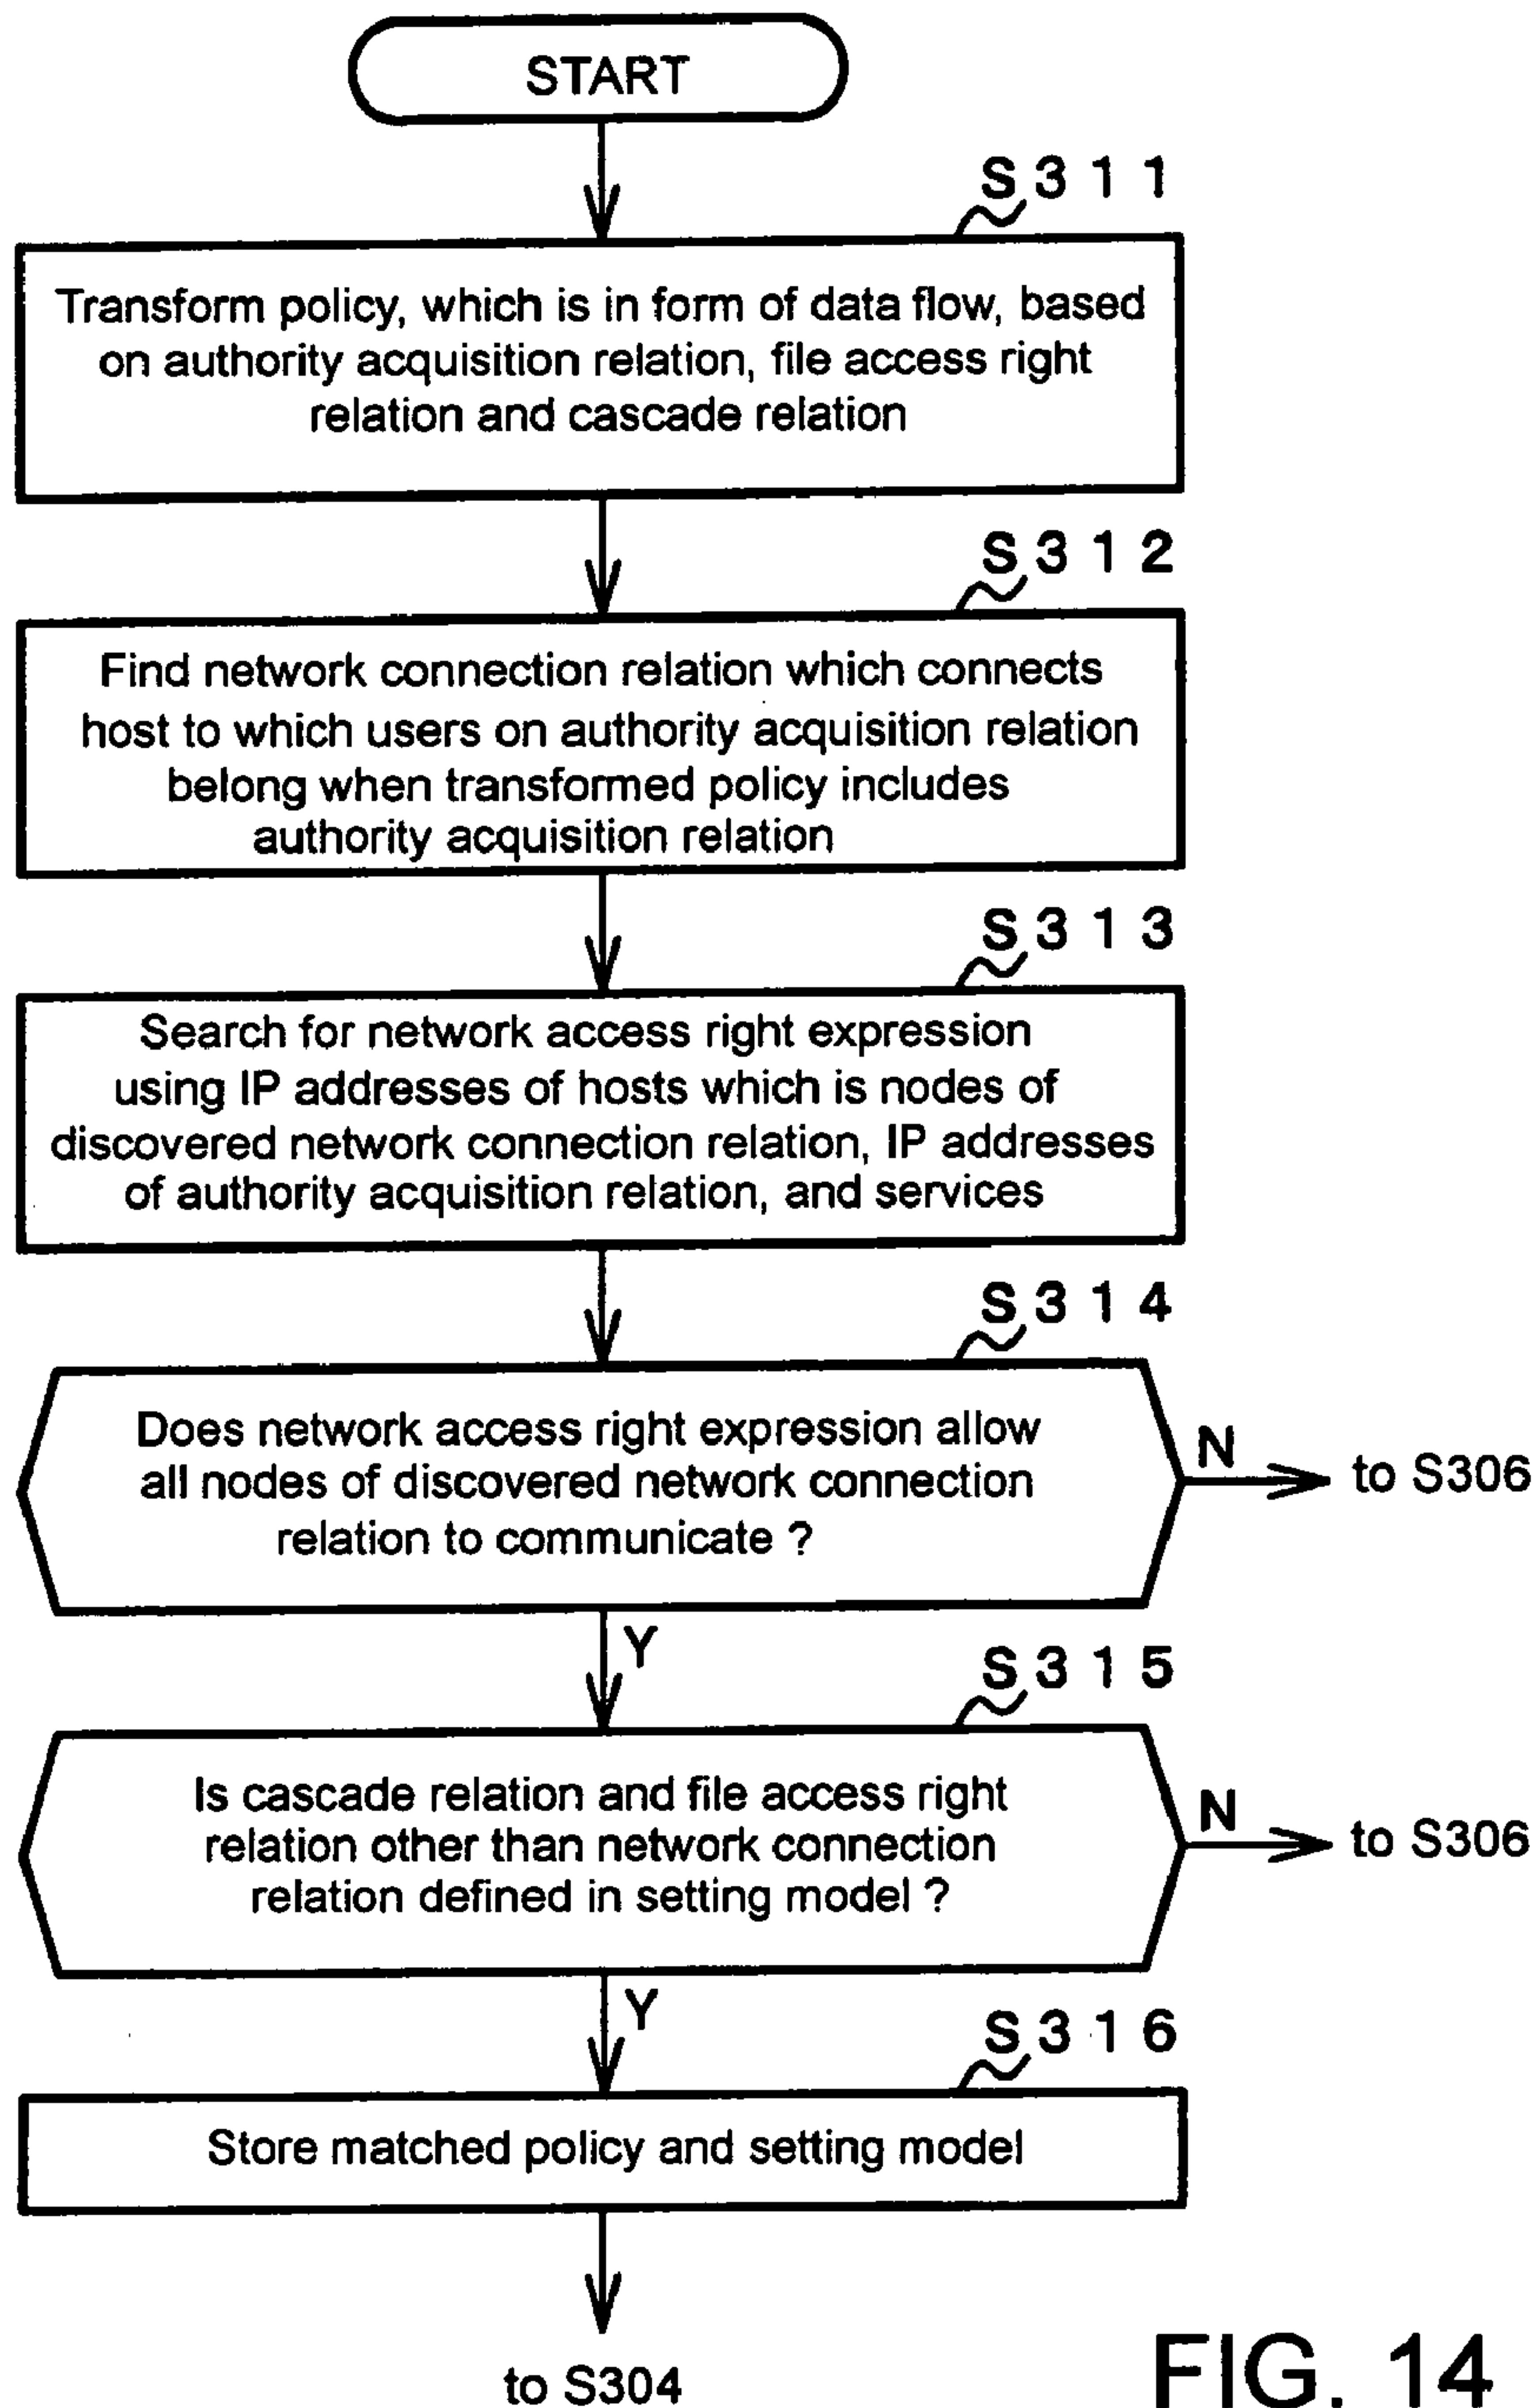 START
S311
Transform policy, which is in form of data flow, based
on authority acquisition relation, file access right
relation and cascade relation
S312
Find network connection relation which connects
host to which users on authority acquisition relation
belong when transformed policy includes
authority acquisition relation
S313
Search for network access right expression
using IP addresses of hosts which is nodes of
discovered network connection relation, IP addresses
of authority acquisition relation, and services
S314
Does network access right expression allow
all nodes of discovered network connection
relation to communicate ?
N
to S306
Y
S315
Is cascade relation and file access right
relation other than network connection
relation defined in setting model ?
N
to S306
Y
S316
Store matched policy and setting model
to S304
FIG. 14